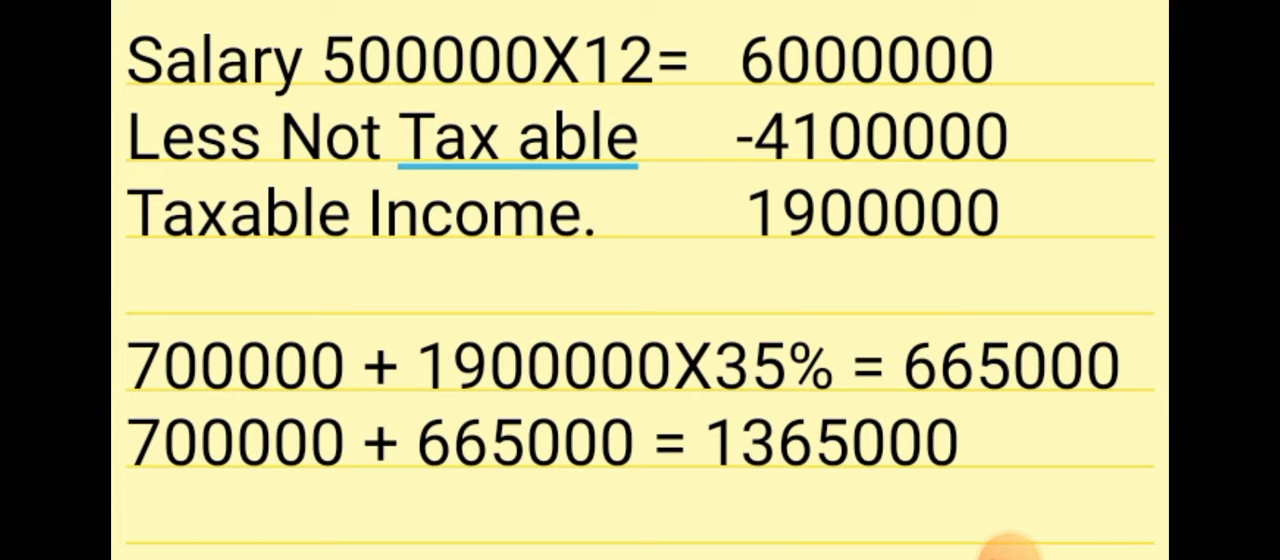 Salary 500000X12= 6000000
Less Not Tax able -4100000
Taxable Income. 1900000
700000 + 1900000X35% = 665000
700000 + 665000 = 1365000